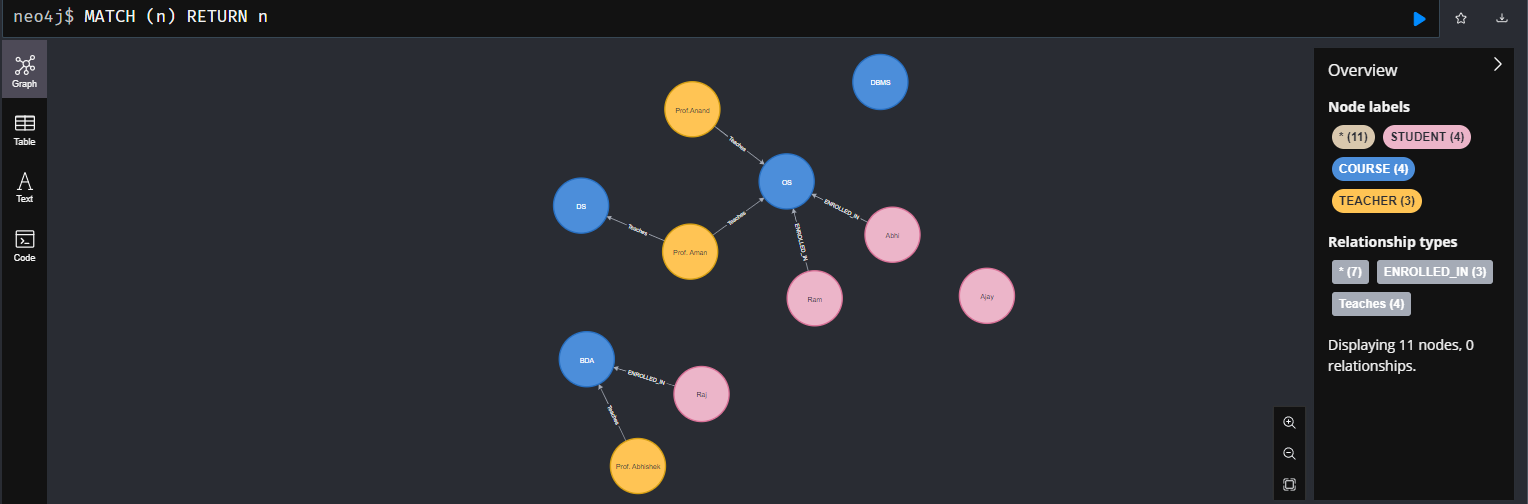 neo4j$ MATCH (n) RETURN n
Graph
Table
Text
Code
DBMS
Prof.Anand
Teaches
OS
DS
Teaches
Teaches
ENROLLED_IN
Abhi
Prof. Aman
ENROLLED_IN
Ram
Ajay
BDA
ENROLLED_IN
Raj
Teaches
Prof. Abhishek
Overview
Node labels
* (11) STUDENT (4)
COURSE (4)
TEACHER (3)
Relationship types
* (7) ENROLLED_IN (3)
Teaches (4)
Displaying 11 nodes, 0
relationships.